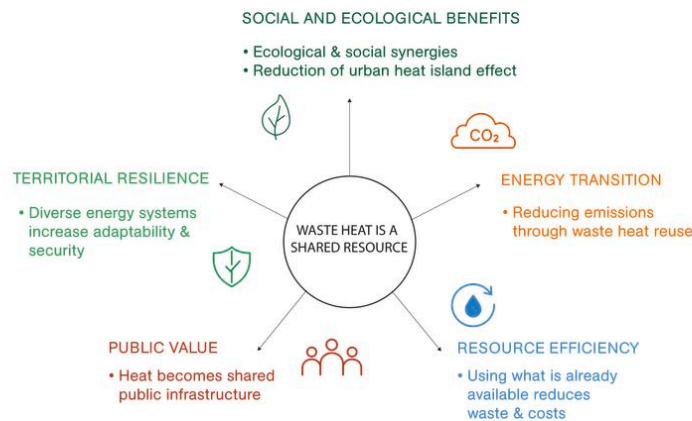 SOCIAL AND ECOLOGICAL BENEFITS
• Ecological & social synergies
• Reduction of urban heat island effect
CO₂
TERRITORIAL RESILIENCE
• Diverse energy systems
increase adaptability &
security
ENERGY TRANSITION
• Reducing emissions
through waste heat reuse
WASTE HEAT IS A
SHARED RESOURCE
PUBLIC VALUE
• Heat becomes shared
public infrastructure
RESOURCE EFFICIENCY
• Using what is already
available reduces
waste & costs